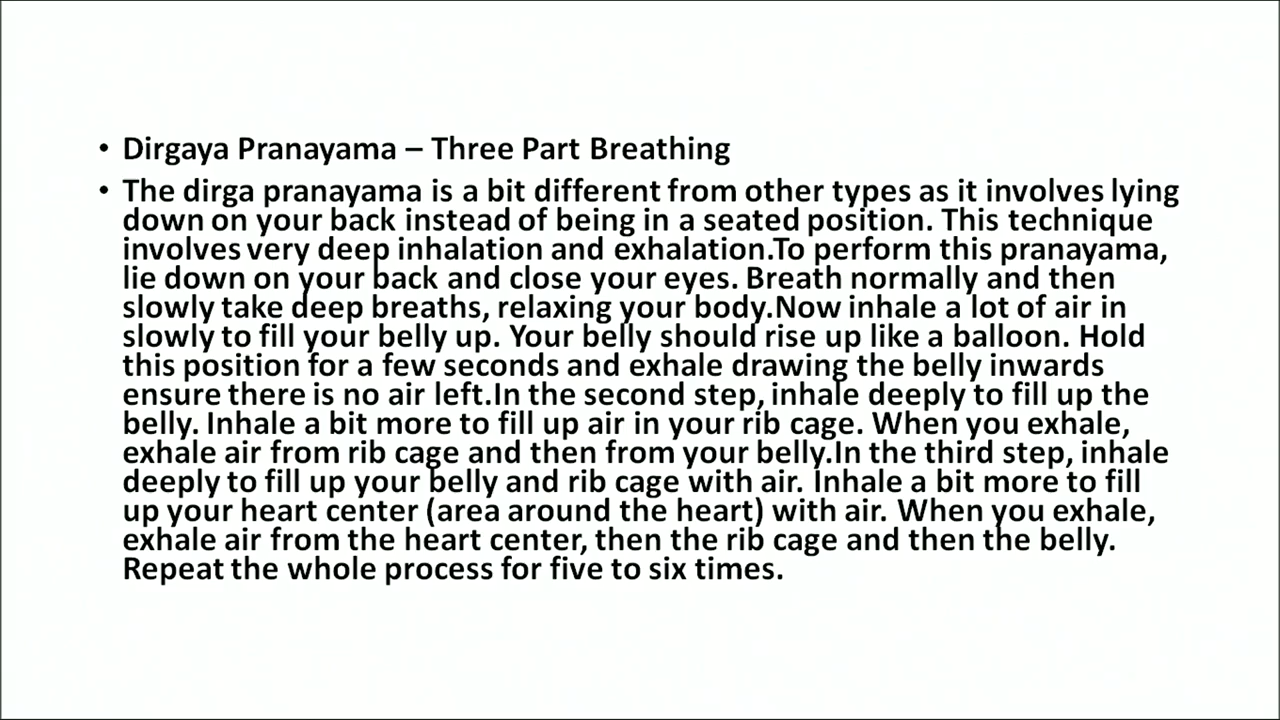 • Dirgaya Pranayama – Three Part Breathing
• The dirga pranayama is a bit different from other types as it involves lying
down on your back instead of being in a seated position. This technique
involves very deep inhalation and exhalation.To perform this pranayama,
lie down on your back and close your eyes. Breath normally and then
slowly take deep breaths, relaxing your body.Now inhale a lot of air in
slowly to fill your belly up. Your belly should rise up like a balloon. Hold
this position for a few seconds and exhale drawing the belly inwards
ensure there is no air left.In the second step, inhale deeply to fill up the
belly. Inhale a bit more to fill up air in your rib cage. When you exhale,
exhale air from rib cage and then from your belly.In the third step, inhale
deeply to fill up your belly and rib cage with air. Inhale a bit more to fill
up your heart center (area around the heart) with air. When you exhale,
exhale air from the heart center, then the rib cage and then the belly.
Repeat the whole process for five to six times.